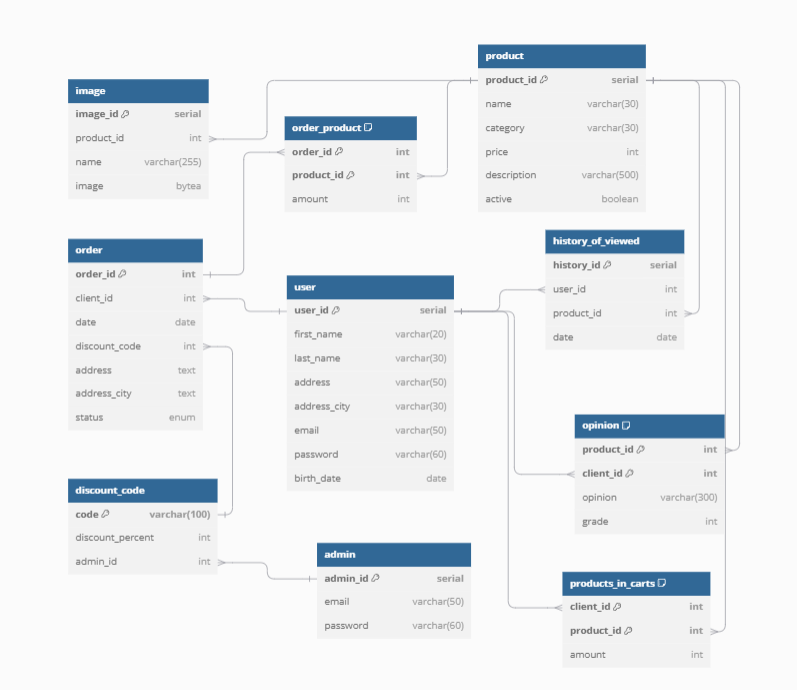 product
product_id serial
name varchar(30)
category varchar(30)
price int
description varchar(500)
active boolean
image
image_id serial
product_id int
name varchar(255)
image bytea
order_product
order_id int
product_id int
amount int
order
order_id int
client_id int
date date
discount_code int
address text
address_city text
status enum
user
user_id serial
first_name varchar(20)
last_name varchar(30)
address varchar(50)
address_city varchar(30)
email varchar(50)
password varchar(60)
birth_date date
history_of_viewed
history_id serial
user_id int
product_id int
date date
opinion
product_id int
client_id int
opinion varchar(300)
grade int
discount_code
code varchar(100)
discount_percent int
admin_id int
admin
admin_id serial
email varchar(50)
password varchar(60)
products_in_carts
client_id int
product_id int
amount int